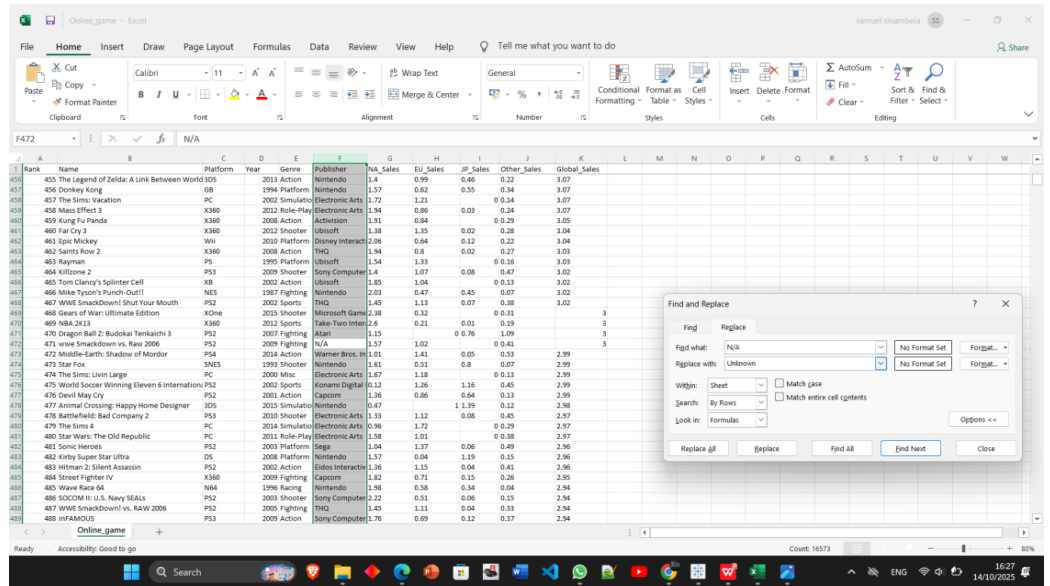 Online_game - Excel
samuel sinambela SS
File Home Insert Draw Page Layout Formulas Data Review View Help Tell me what you want to do Share
Paste Cut Copy Format Painter Clipboard
Calibri 11 A A B I U A Font
Wrap Text Merge & Center Alignment
General % , Number
Conditional Formatting Format as Table Cell Styles Styles
Insert Delete Format Cells
AutoSum Fill Clear Sort & Filter Find & Select Editing
F472 fx N/A
A B C D E F G H I J K L M N O P Q R S T U V W
1 Rank Name Platform Year Genre Publisher NA_Sales EU_Sales JP_Sales Other_Sales Global_Sales
456 455 The Legend of Zelda: A Link Between World 3DS 2013 Action Nintendo 1.4 0.99 0.46 0.22 3.07
457 456 Donkey Kong GB 1994 Platform Nintendo 1.57 0.62 0.55 0.34 3.07
458 457 The Sims: Vacation PC 2002 Simulatio Electronic Arts 1.72 1.21 0 0.14 3.07
459 458 Mass Effect 3 X360 2012 Role-Play Electronic Arts 1.94 0.86 0.03 0.24 3.07
460 459 Kung Fu Panda X360 2008 Action Activision 1.91 0.84 0 0.29 3.05
461 460 Far Cry 3 X360 2012 Shooter Ubisoft 1.38 1.35 0.02 0.28 3.04
462 461 Epic Mickey Wii 2010 Platform Disney Interacti 2.06 0.64 0.12 0.22 3.04
463 462 Saints Row 2 X360 2008 Action THQ 1.94 0.8 0.02 0.27 3.03
464 463 Rayman PS 1995 Platform Ubisoft 1.54 1.33 0 0.16 3.03
465 464 Killzone 2 PS3 2009 Shooter Sony Computer 1.4 1.07 0.08 0.47 3.02
466 465 Tom Clancy's Splinter Cell XB 2002 Action Ubisoft 1.85 1.04 0 0.13 3.02
467 466 Mike Tyson's Punch-Out!! NES 1987 Fighting Nintendo 2.03 0.47 0.45 0.07 3.02
468 467 WWE SmackDown! Shut Your Mouth PS2 2002 Sports THQ 1.45 1.13 0.07 0.38 3.02
469 468 Gears of War: Ultimate Edition XOne 2015 Shooter Microsoft Game 2.38 0.32 0 0.31 3
470 469 NBA 2K13 X360 2012 Sports Take-Two Inter 2.6 0.21 0.01 0.19 3
471 470 Dragon Ball Z: Budokai Tenkaichi 3 PS2 2007 Fighting Atari 1.15 0 0.76 1.09 3
472 471 wwe Smackdown vs. Raw 2006 PS2 2009 Fighting N/A 1.57 1.02 0 0.41 3
473 472 Middle-Earth: Shadow of Mordor PS4 2014 Action Warner Bros. In 1.01 1.41 0.05 0.53 2.99
474 473 Star Fox SNES 1993 Shooter Nintendo 1.61 0.51 0.8 0.07 2.99
475 474 The Sims: Livin Large PC 2000 Misc Electronic Arts 1.67 1.18 0 0.13 2.99
476 475 World Soccer Winning Eleven 6 Internationa PS2 2002 Sports Konami Digital 0.12 1.26 1.16 0.45 2.99
477 476 Devil May Cry PS2 2001 Action Capcom 1.36 0.86 0.64 0.13 2.99
478 477 Animal Crossing: Happy Home Designer 3DS 2015 Simulatio Nintendo 0.47 1 1.39 0.12 2.98
479 478 Battlefield: Bad Company 2 PS3 2010 Shooter Electronic Arts 1.33 1.12 0.08 0.45 2.97
480 479 The Sims 4 PC 2014 Simulatio Electronic Arts 0.96 1.72 0 0.29 2.97
481 480 Star Wars: The Old Republic PC 2011 Role-Play Electronic Arts 1.58 1.01 0 0.38 2.97
482 481 Sonic Heroes PS2 2003 Platform Sega 1.04 1.37 0.06 0.49 2.96
483 482 Kirby Super Star Ultra DS 2008 Platform Nintendo 1.57 0.04 1.19 0.15 2.96
484 483 Hitman 2: Silent Assassin PS2 2002 Action Eidos Interactiv 1.36 1.15 0.04 0.41 2.96
485 484 Street Fighter IV X360 2009 Fighting Capcom 1.82 0.71 0.15 0.26 2.95
486 485 Wave Race 64 N64 1996 Racing Nintendo 1.98 0.58 0.34 0.04 2.94
487 486 SOCOM II: U.S. Navy SEALs PS2 2003 Shooter Sony Computer 2.22 0.51 0.06 0.15 2.94
488 487 WWE SmackDown! vs. RAW 2006 PS2 2005 Fighting THQ 1.45 1.11 0.04 0.33 2.94
489 488 inFAMOUS PS3 2009 Action Sony Computer 1.76 0.69 0.12 0.37 2.94
Find and Replace ? X
Find Replace
Find what: N/A No Format Set Format...
Replace with: Unknown No Format Set Format...
Within: Sheet Match case
Search: By Rows Match entire cell contents
Look in: Formulas Options <<
Replace All Replace Find All Find Next Close
Online_game
Ready Accessibility: Good to go Count: 16573 80%
Search ENG 16:27
14/10/2025